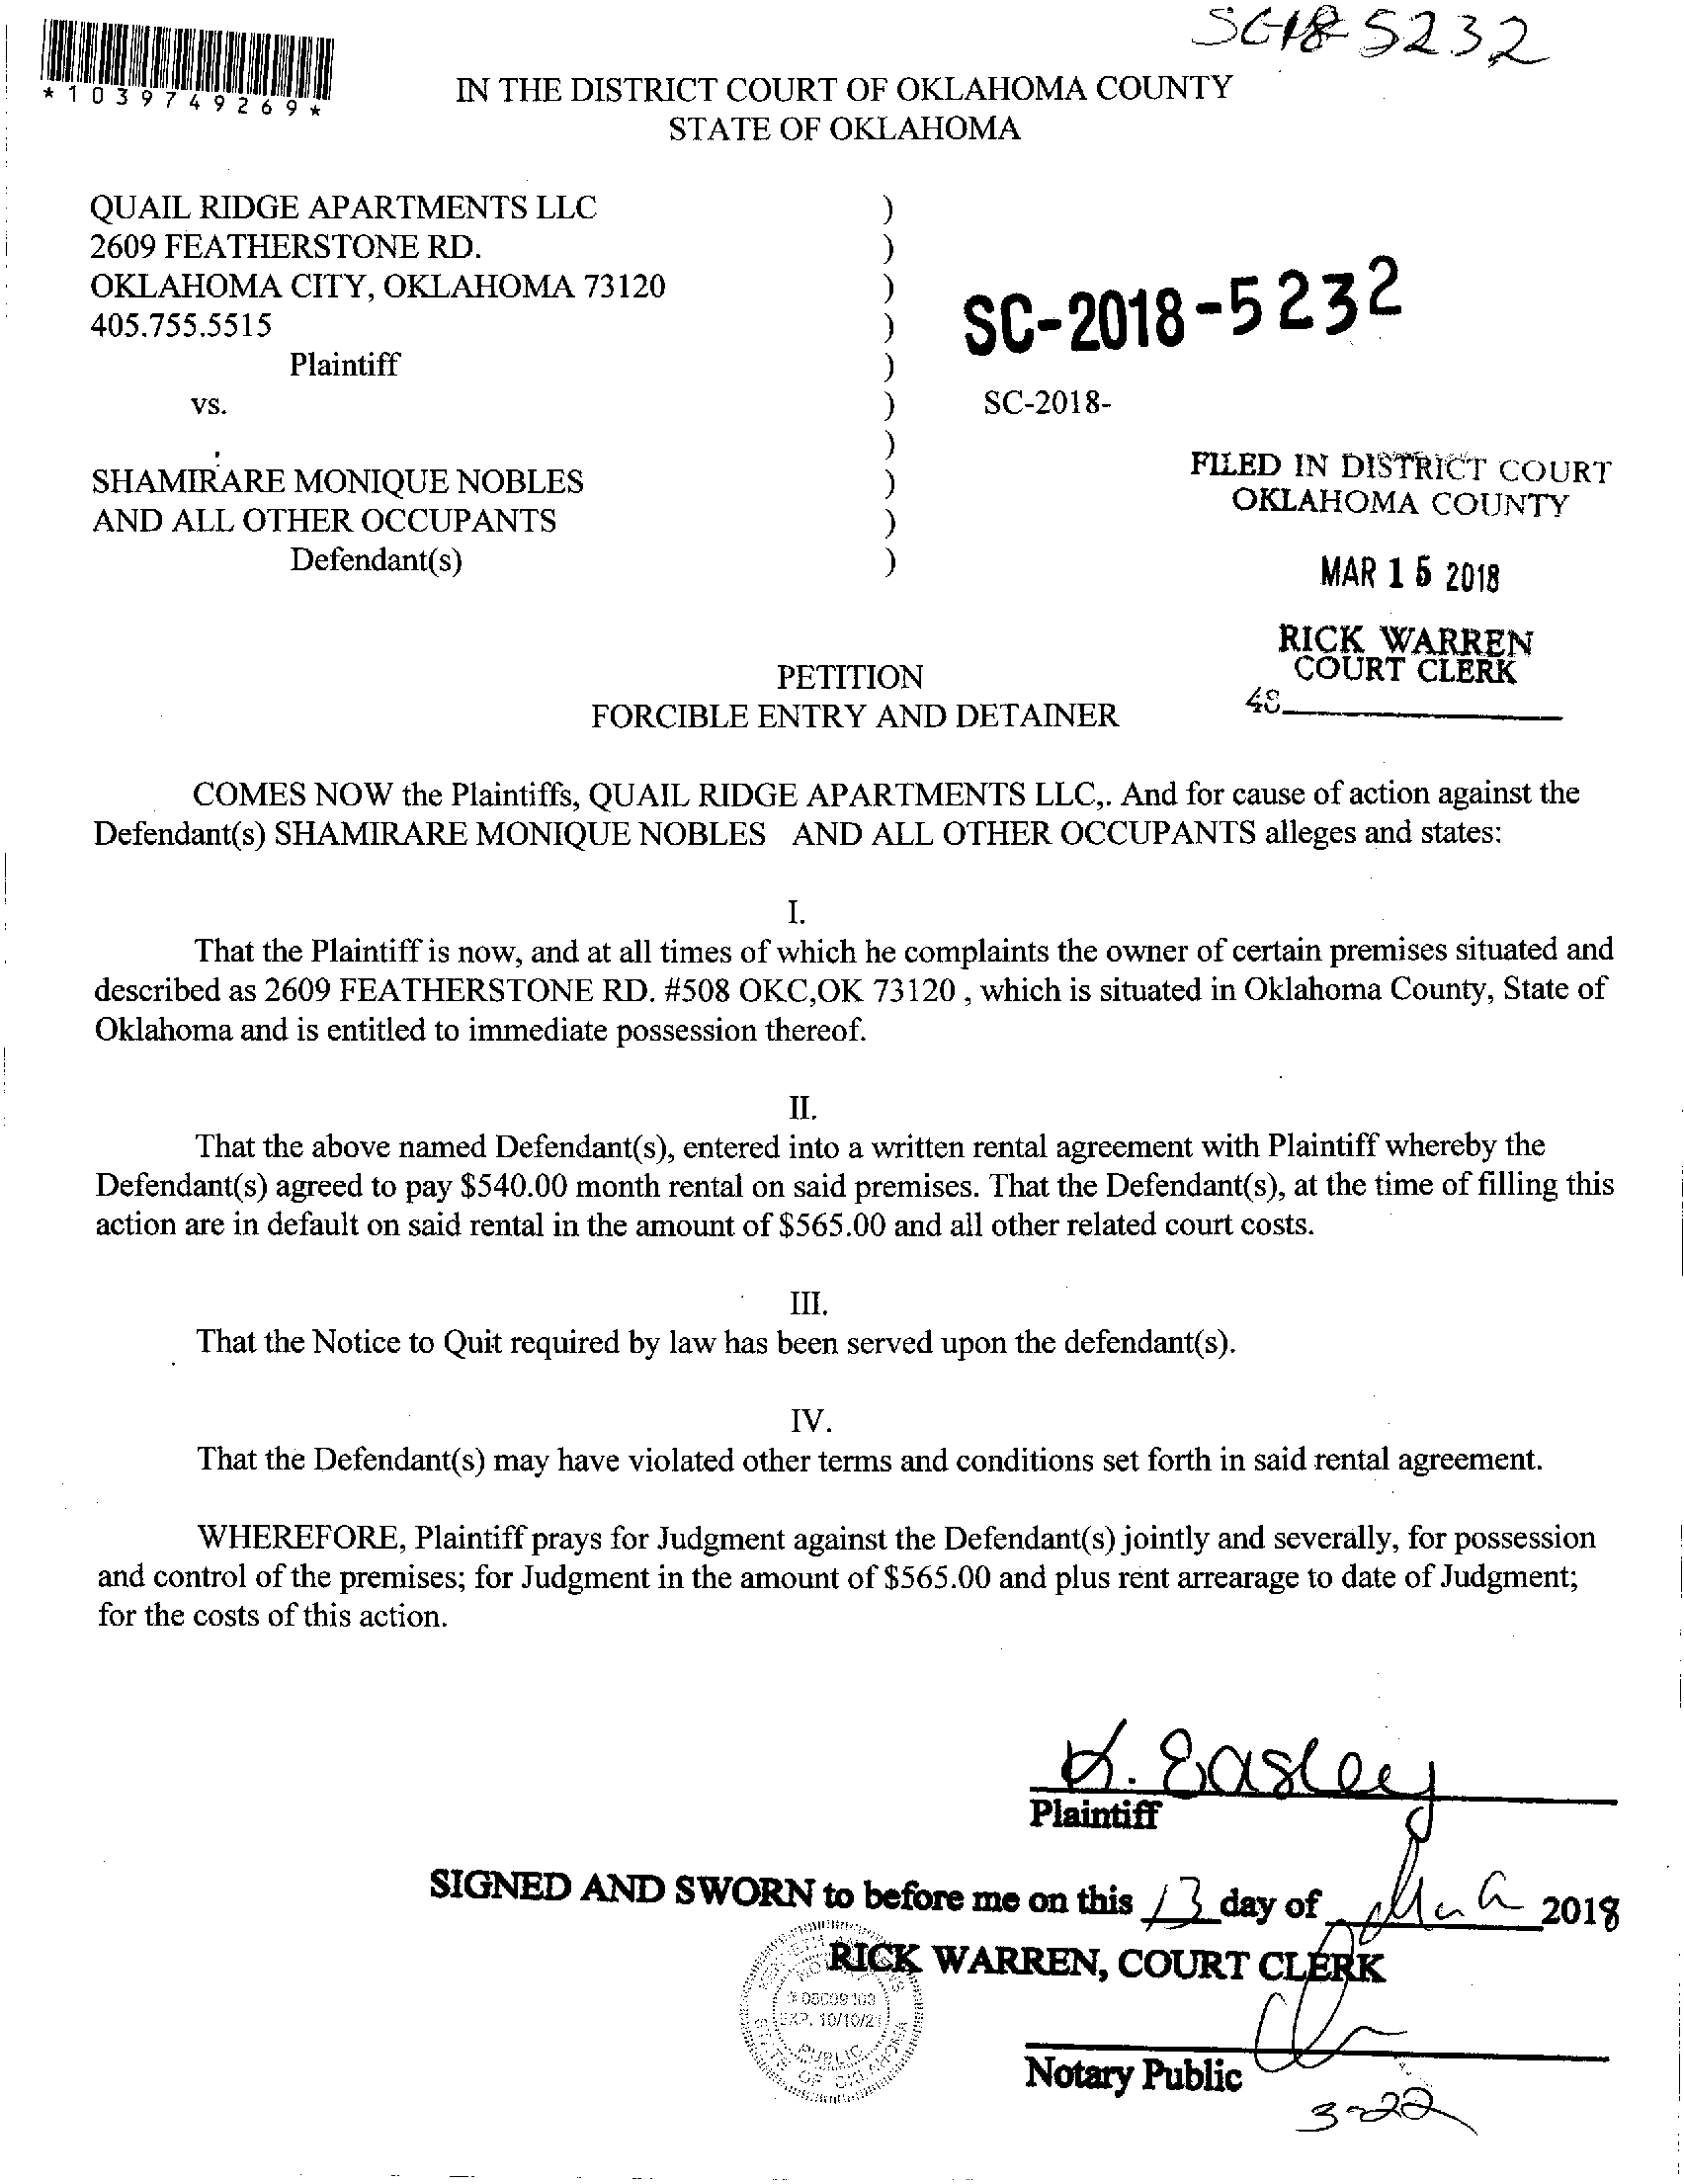 SC-18-5232
*1039749269*
IN THE DISTRICT COURT OF OKLAHOMA COUNTY
STATE OF OKLAHOMA
QUAIL RIDGE APARTMENTS LLC )
2609 FEATHERSTONE RD. )
OKLAHOMA CITY, OKLAHOMA 73120 )
405.755.5515 )
Plaintiff )
SC-2018-5232
vs. ) SC-2018-
)
SHAMIRARE MONIQUE NOBLES )
AND ALL OTHER OCCUPANTS )
Defendant(s) )
FILED IN DISTRICT COURT
OKLAHOMA COUNTY
MAR 15 2018
RICK WARREN
COURT CLERK
48
PETITION
FORCIBLE ENTRY AND DETAINER
COMES NOW the Plaintiffs, QUAIL RIDGE APARTMENTS LLC,. And for cause of action against the
Defendant(s) SHAMIRARE MONIQUE NOBLES AND ALL OTHER OCCUPANTS alleges and states:
I.
That the Plaintiff is now, and at all times of which he complaints the owner of certain premises situated and
described as 2609 FEATHERSTONE RD. #508 OKC,OK 73120 , which is situated in Oklahoma County, State of
Oklahoma and is entitled to immediate possession thereof.
II.
That the above named Defendant(s), entered into a written rental agreement with Plaintiff whereby the
Defendant(s) agreed to pay $540.00 month rental on said premises. That the Defendant(s), at the time of filling this
action are in default on said rental in the amount of $565.00 and all other related court costs.
III.
That the Notice to Quit required by law has been served upon the defendant(s).
IV.
That the Defendant(s) may have violated other terms and conditions set forth in said rental agreement.
WHEREFORE, Plaintiff prays for Judgment against the Defendant(s) jointly and severally, for possession
and control of the premises; for Judgment in the amount of $565.00 and plus rent arrearage to date of Judgment;
for the costs of this action.
K. Easley
Plaintiff
SIGNED AND SWORN to before me on this 13 day of March 2018
RICK WARREN, COURT CLERK
EXP. 10/10/21
PUBLIC
STATE OF OKLAHOMA
Notary Public
3-22